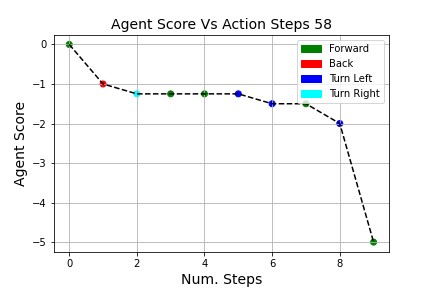 Agent Score Vs Action Steps 58
Agent Score
0
−1
−2
−3
−4
−5
Forward
Back
Turn Left
Turn Right
0 2 4 6 8
Num. Steps